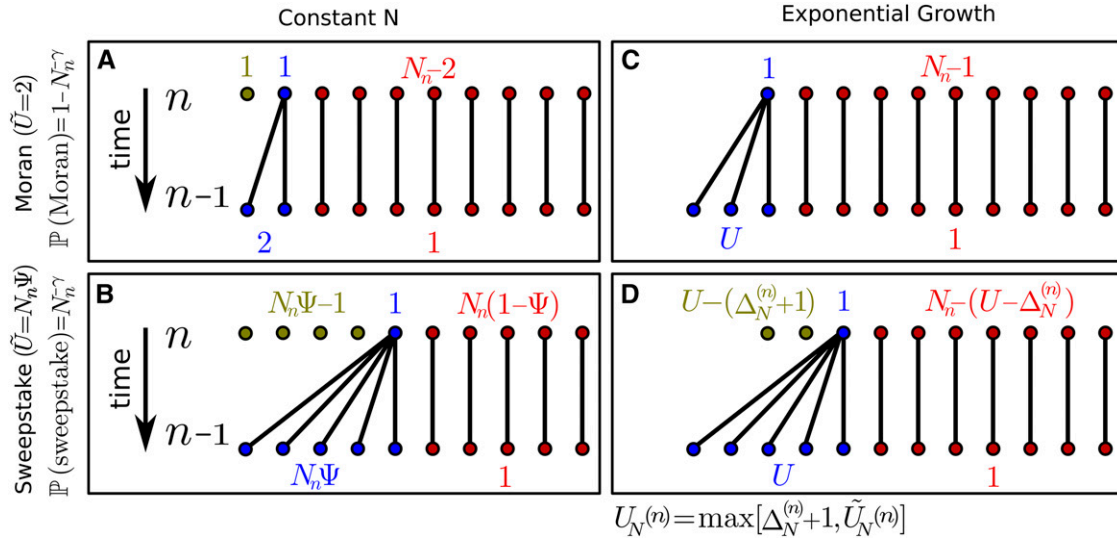 Constant N
Exponential Growth
Moran (Ũ=2)
ℙ (Moran)=1−N_n^{−γ}
A
1 1 N_n−2
n
time
n−1
2 1
C
1 N_n−1
U 1
Sweepstake (Ũ=N_nΨ)
ℙ (sweepstake)=N_n^{−γ}
B
N_nΨ−1 1 N_n(1−Ψ)
n
time
n−1
N_nΨ 1
D
U−(Δ_N^{(n)}+1) 1 N_n−(U−Δ_N^{(n)})
U 1
U_N(n)=max[Δ_N^{(n)}+1,Ũ_N(n)]